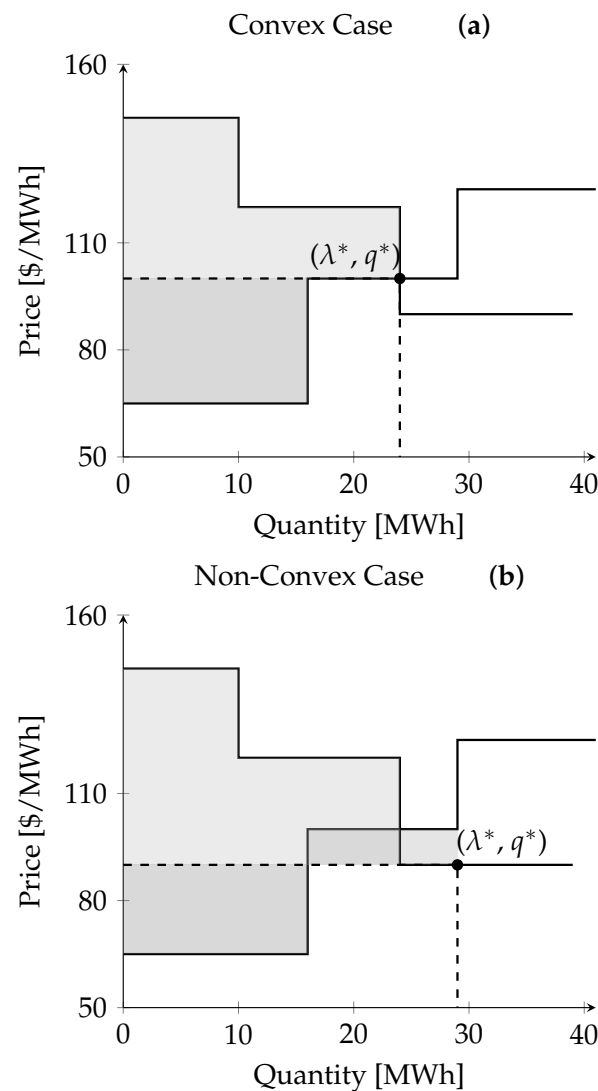 Convex Case (a)
160
110
80
50
Price [$/MWh]
(λ*, q*)
0 10 20 30 40
Quantity [MWh]
Non-Convex Case (b)
160
110
80
50
Price [$/MWh]
(λ*, q*)
0 10 20 30 40
Quantity [MWh]